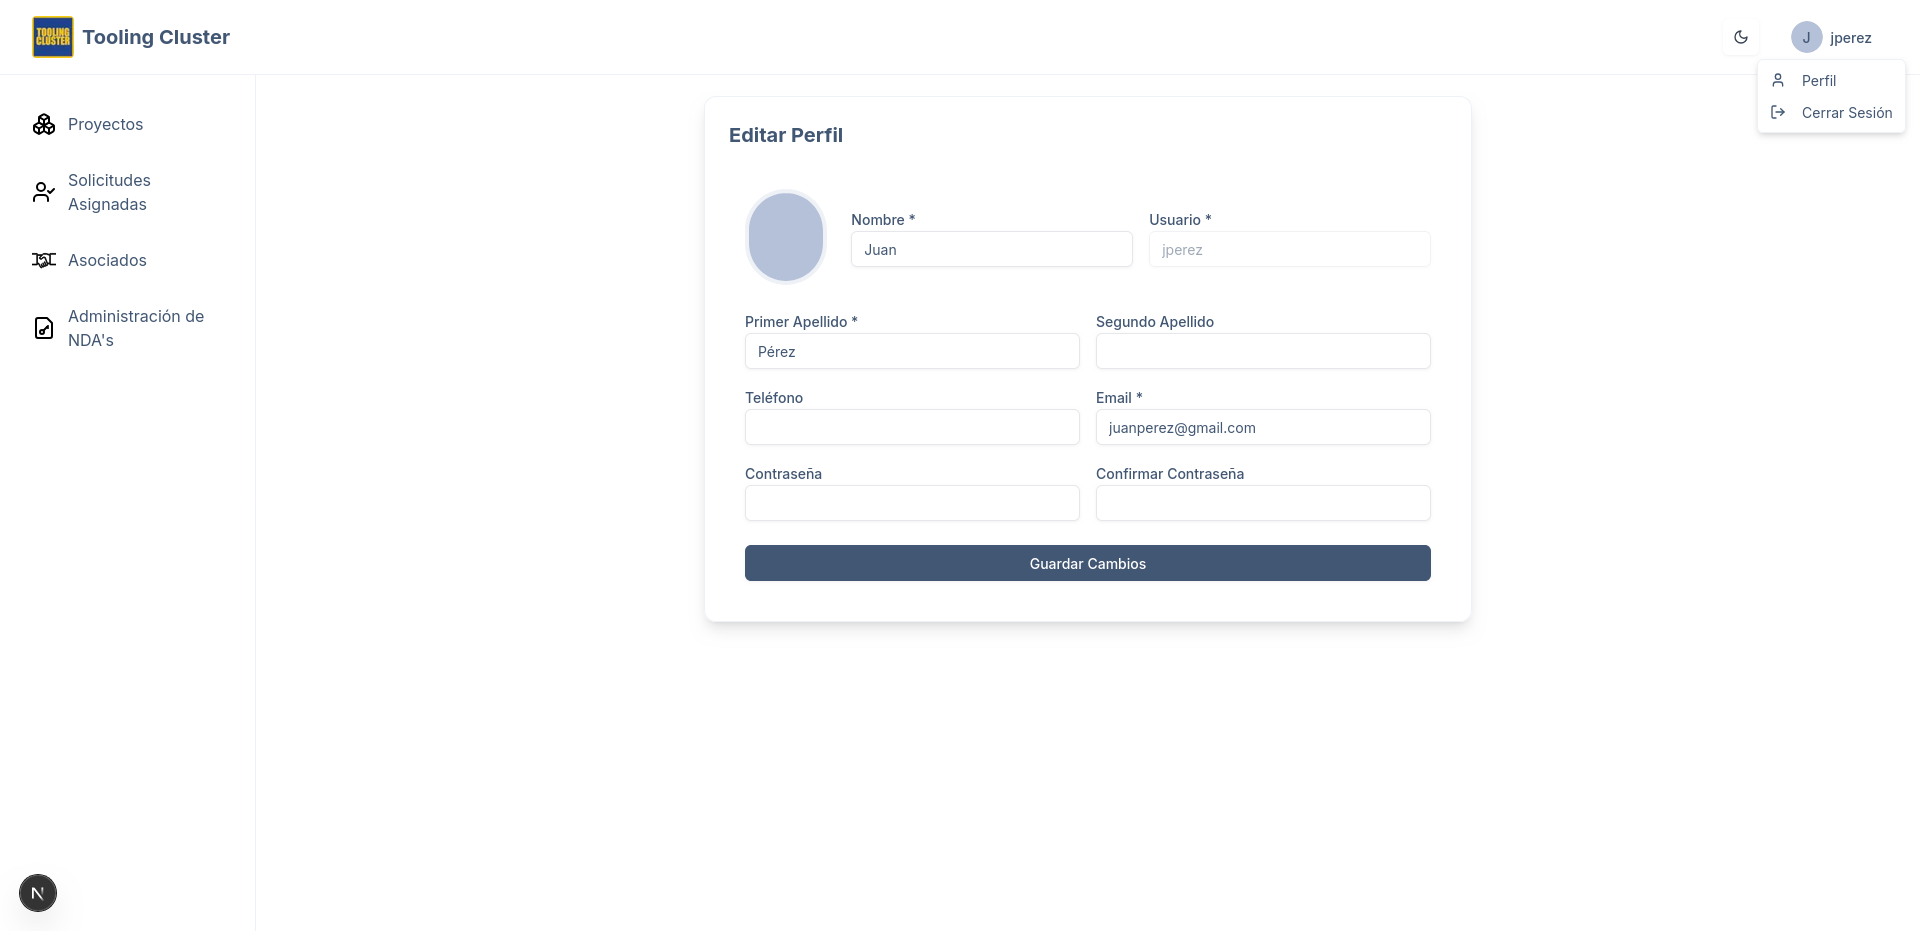 TOOLING
CLUSTER
Tooling Cluster
J
jperez
Perfil
Cerrar Sesión
Proyectos
Solicitudes
Asignadas
Asociados
Administración de
NDA's
Editar Perfil
Nombre *
Usuario *
Juan
jperez
Primer Apellido *
Segundo Apellido
Pérez
Teléfono
Email *
juanperez@gmail.com
Contraseña
Confirmar Contraseña
Guardar Cambios
N